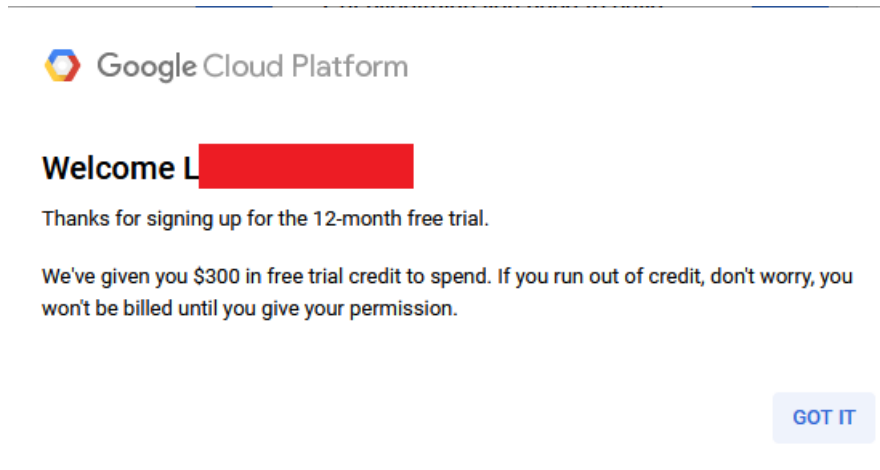 Google Cloud Platform
Welcome L
Thanks for signing up for the 12-month free trial.
We've given you $300 in free trial credit to spend. If you run out of credit, don't worry, you
won't be billed until you give your permission.
GOT IT